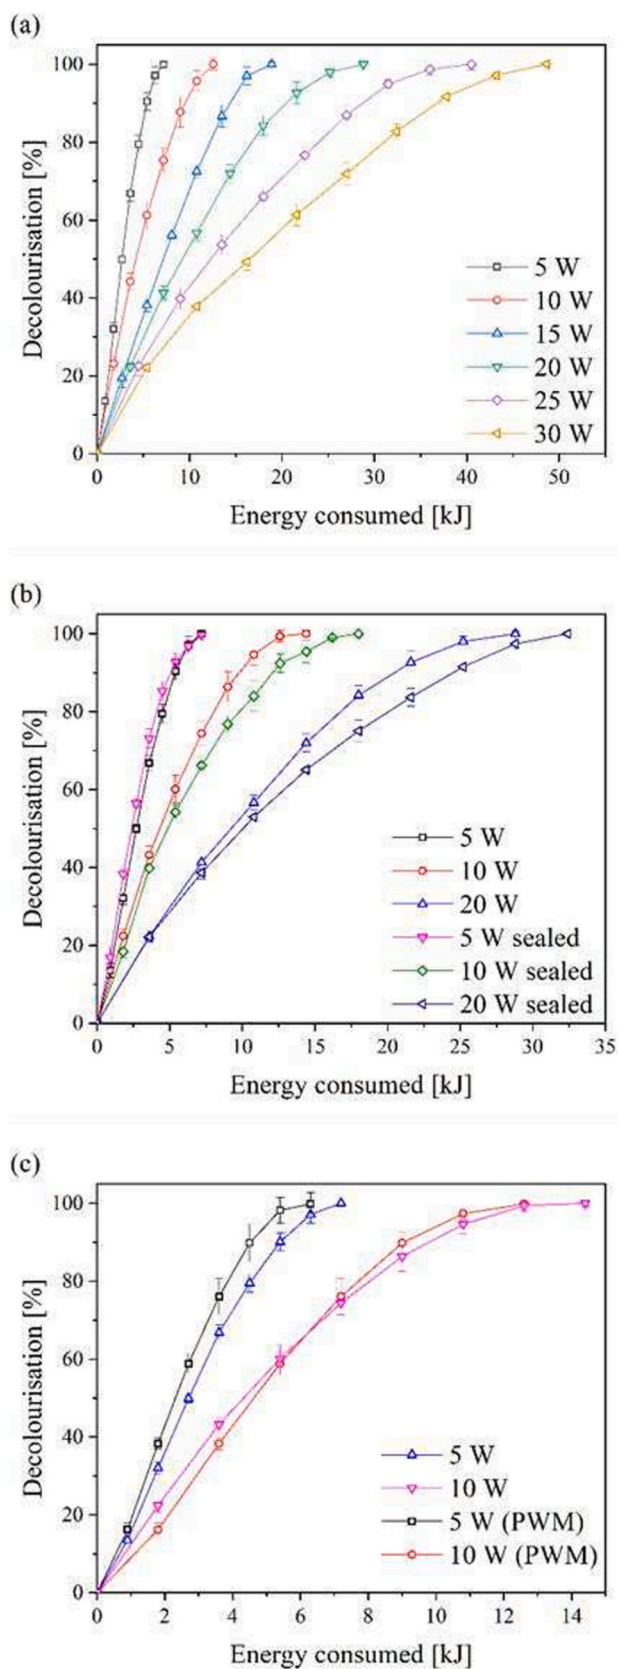 (a)
100
80
60
40
20
0
Decolourisation [%]
5 W
10 W
15 W
20 W
25 W
30 W
0 10 20 30 40 50
Energy consumed [kJ]
(b)
100
80
60
40
20
0
Decolourisation [%]
5 W
10 W
20 W
5 W sealed
10 W sealed
20 W sealed
0 5 10 15 20 25 30 35
Energy consumed [kJ]
(c)
100
80
60
40
20
0
Decolourisation [%]
5 W
10 W
5 W (PWM)
10 W (PWM)
0 2 4 6 8 10 12 14
Energy consumed [kJ]